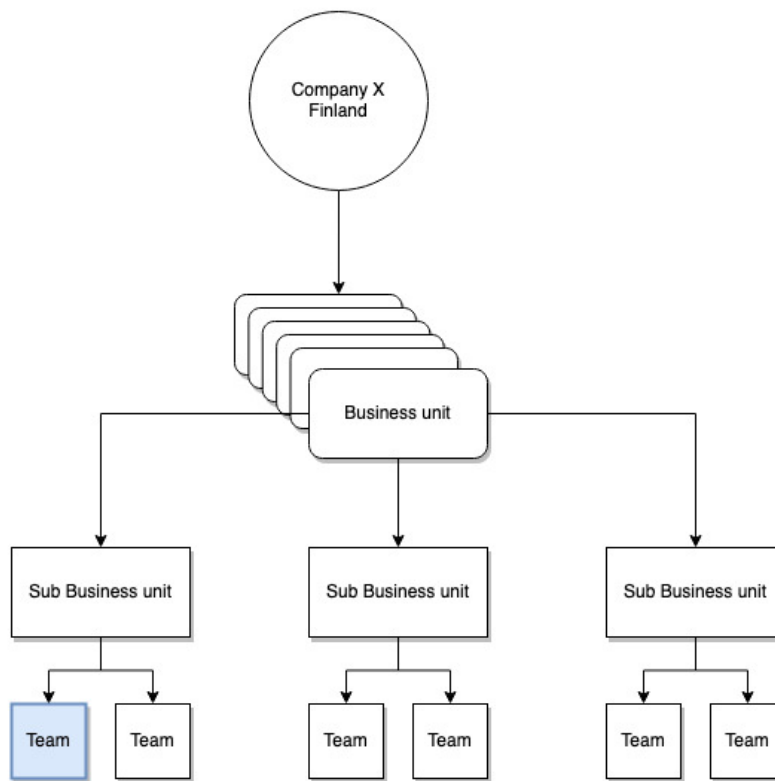 Company X
Finland
Business unit
Sub Business unit
Sub Business unit
Sub Business unit
Team
Team
Team
Team
Team
Team